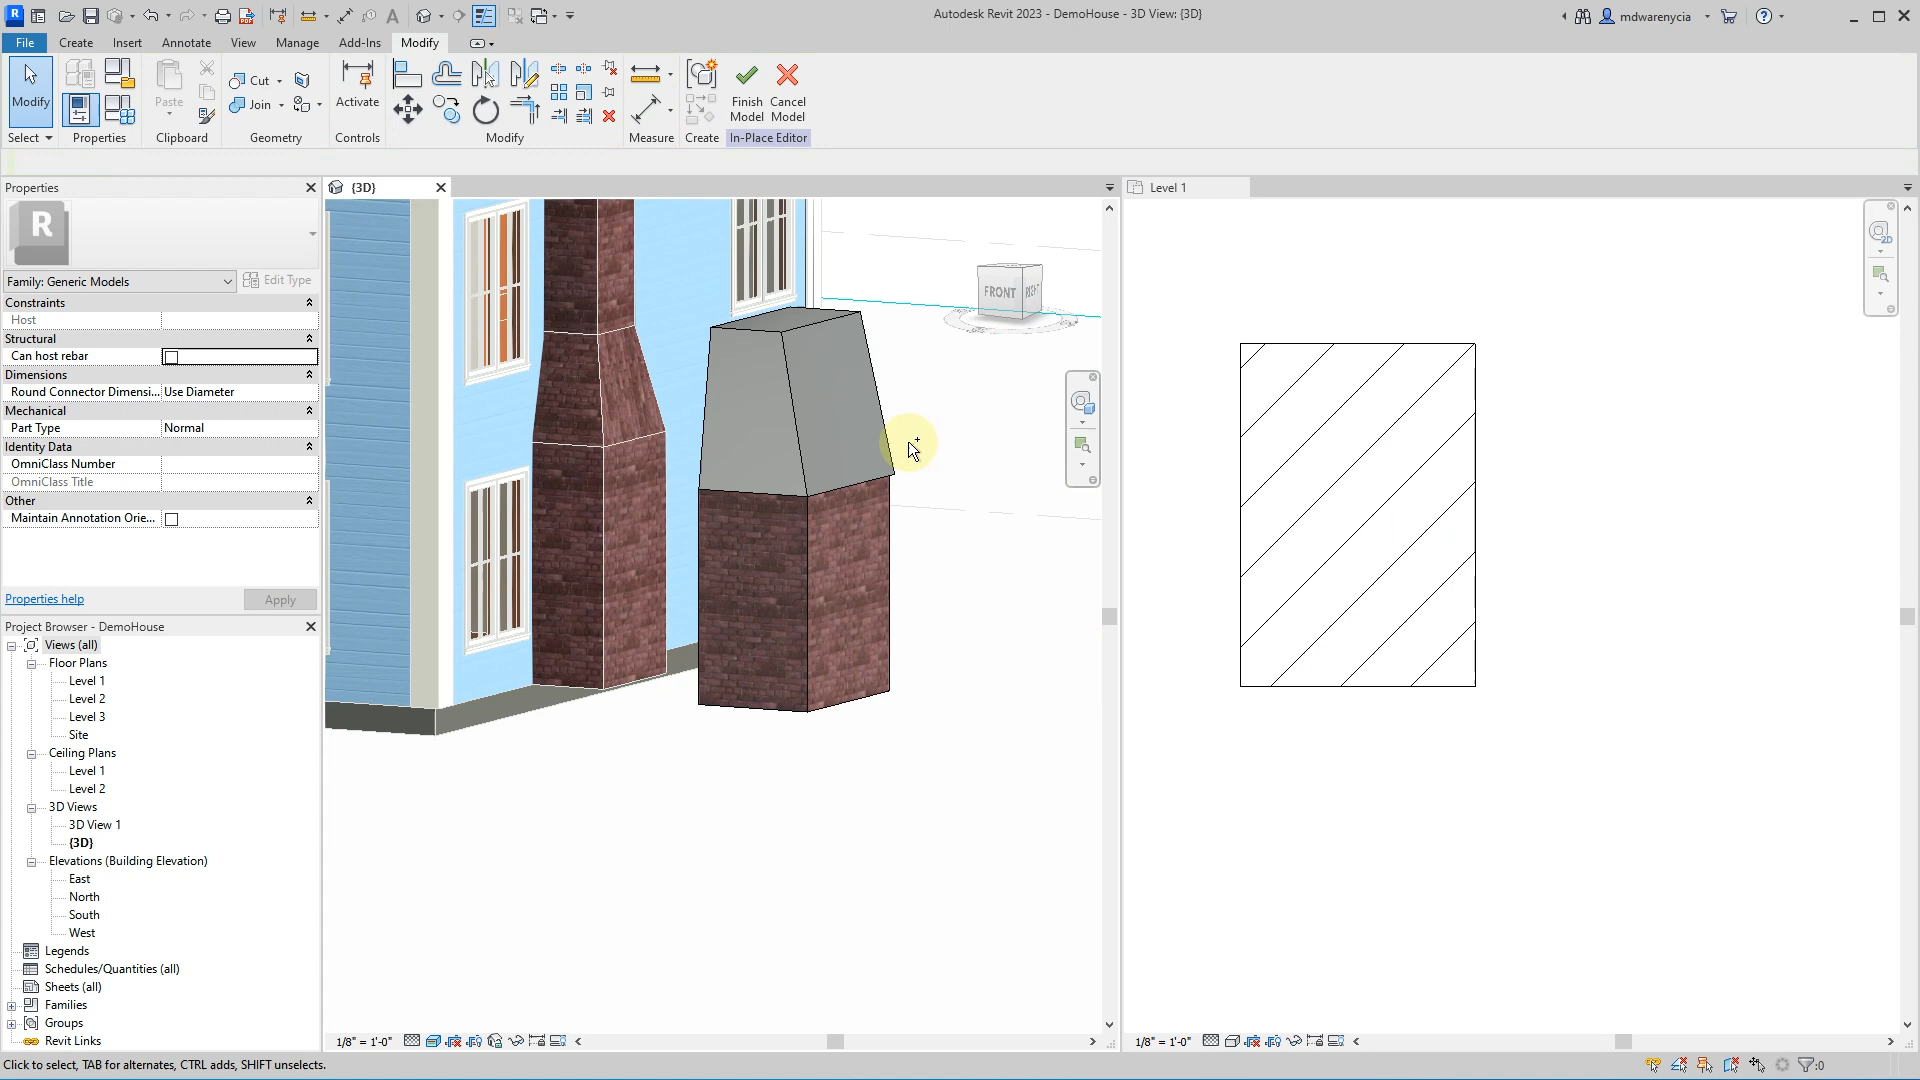 Autodesk Revit 2023 - DemoHouse - 3D View: {3D}
mdwarenycia
File
Create
Insert
Annotate
Structure
View
Manage
Add-Ins
Modify
Modify
Paste
Cut
Join
Activate
Finish Model
Cancel Model
Select
Properties
Clipboard
Geometry
Controls
Modify
Measure
Create
In-Place Editor
Properties
{3D}
Level 1
R
Family: Generic Models
Edit Type
Constraints
Host
Structural
Can host rebar
Dimensions
Round Connector Dimensi... Use Diameter
Mechanical
Part Type Normal
Identity Data
OmniClass Number
OmniClass Title
Other
Maintain Annotation Orie...
Properties help
Apply
Project Browser - DemoHouse
Views (all)
Floor Plans
Level 1
Level 2
Level 3
Site
Ceiling Plans
Level 1
Level 2
3D Views
3D View 1
{3D}
Elevations (Building Elevation)
East
North
South
West
Legends
Schedules/Quantities (all)
Sheets (all)
Families
Groups
Revit Links
FRONT
RIGHT
2D
1/8" = 1'-0"
1/8" = 1'-0"
Click to select, TAB for alternates, CTRL adds, SHIFT unselects.
:0